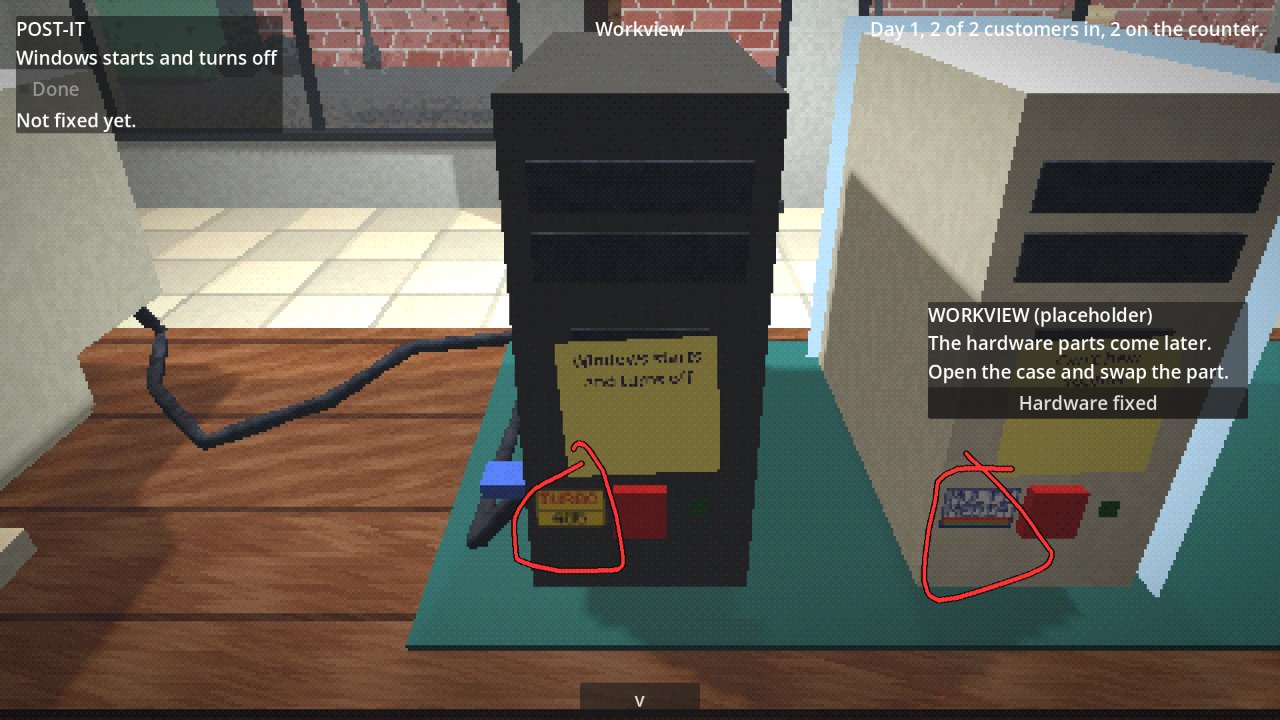 POST-IT
Windows starts and turns off
Done
Not fixed yet.
Workview
Day 1, 2 of 2 customers in, 2 on the counter.
Windows starts
and turns off
TURBO
WORKVIEW (placeholder)
The hardware parts come later.
Open the case and swap the part.
Hardware fixed
v